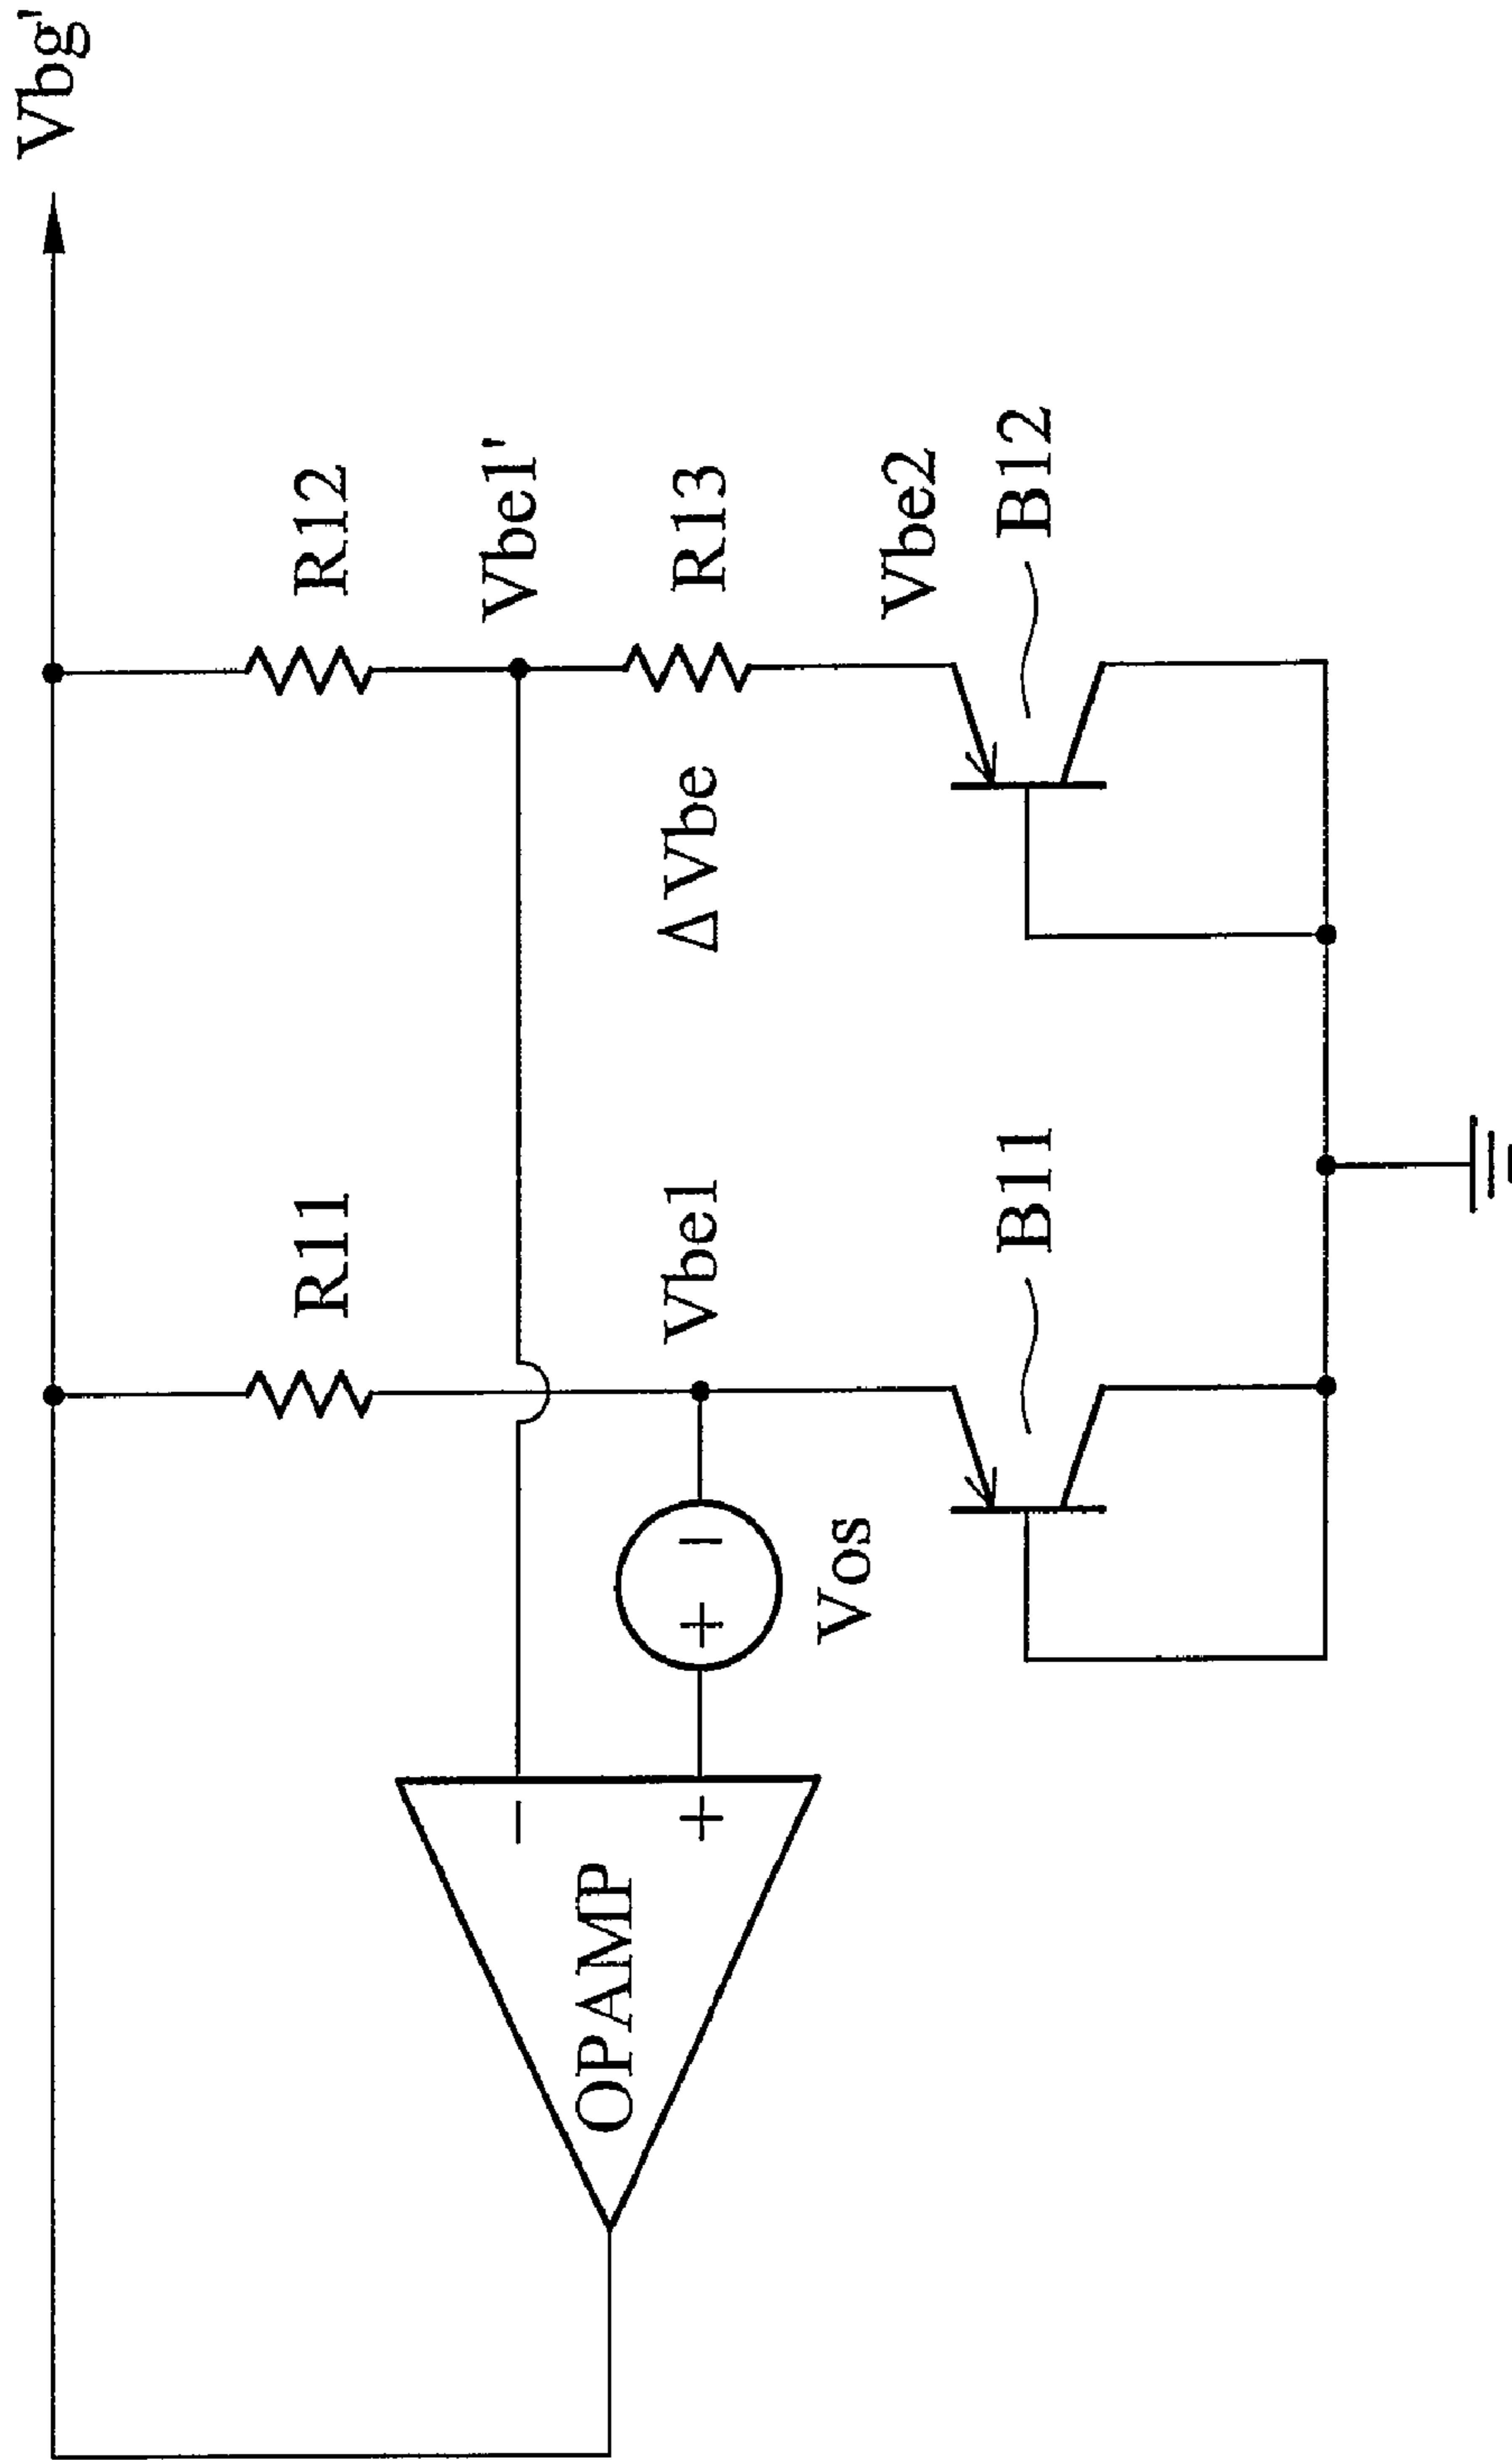 Vbg'
R11
R12
Vbe1'
OPAMP
−
+
+
−
Vos
Vbe1
ΔVbe
R13
Vbe2
B11
B12